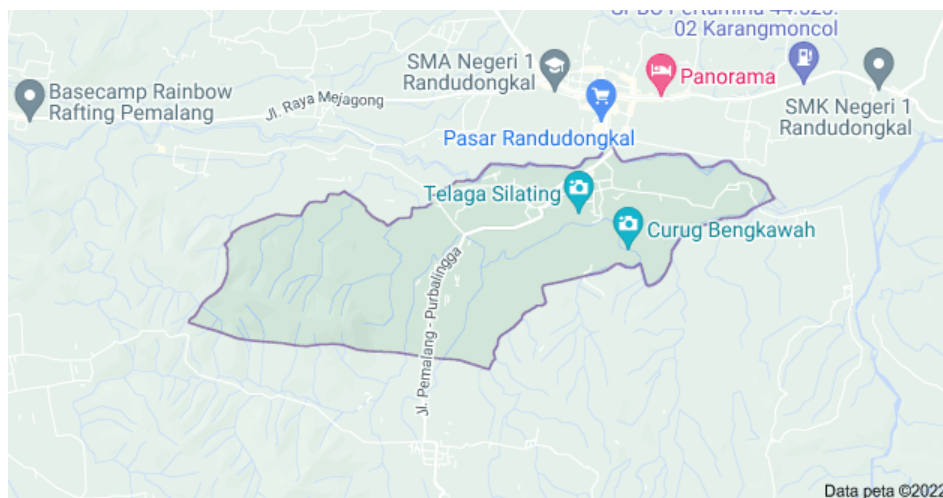 02 Karangmoncol
SMA Negeri 1
Randudongkal
Panorama
Basecamp Rainbow
Rafting Pemalang
Jl. Raya Mejagong
SMK Negeri 1
Randudongkal
Pasar Randudongkal
Telaga Silating
Curug Bengkawah
Jl. Pemalang - Purbalingga
Data peta ©2022